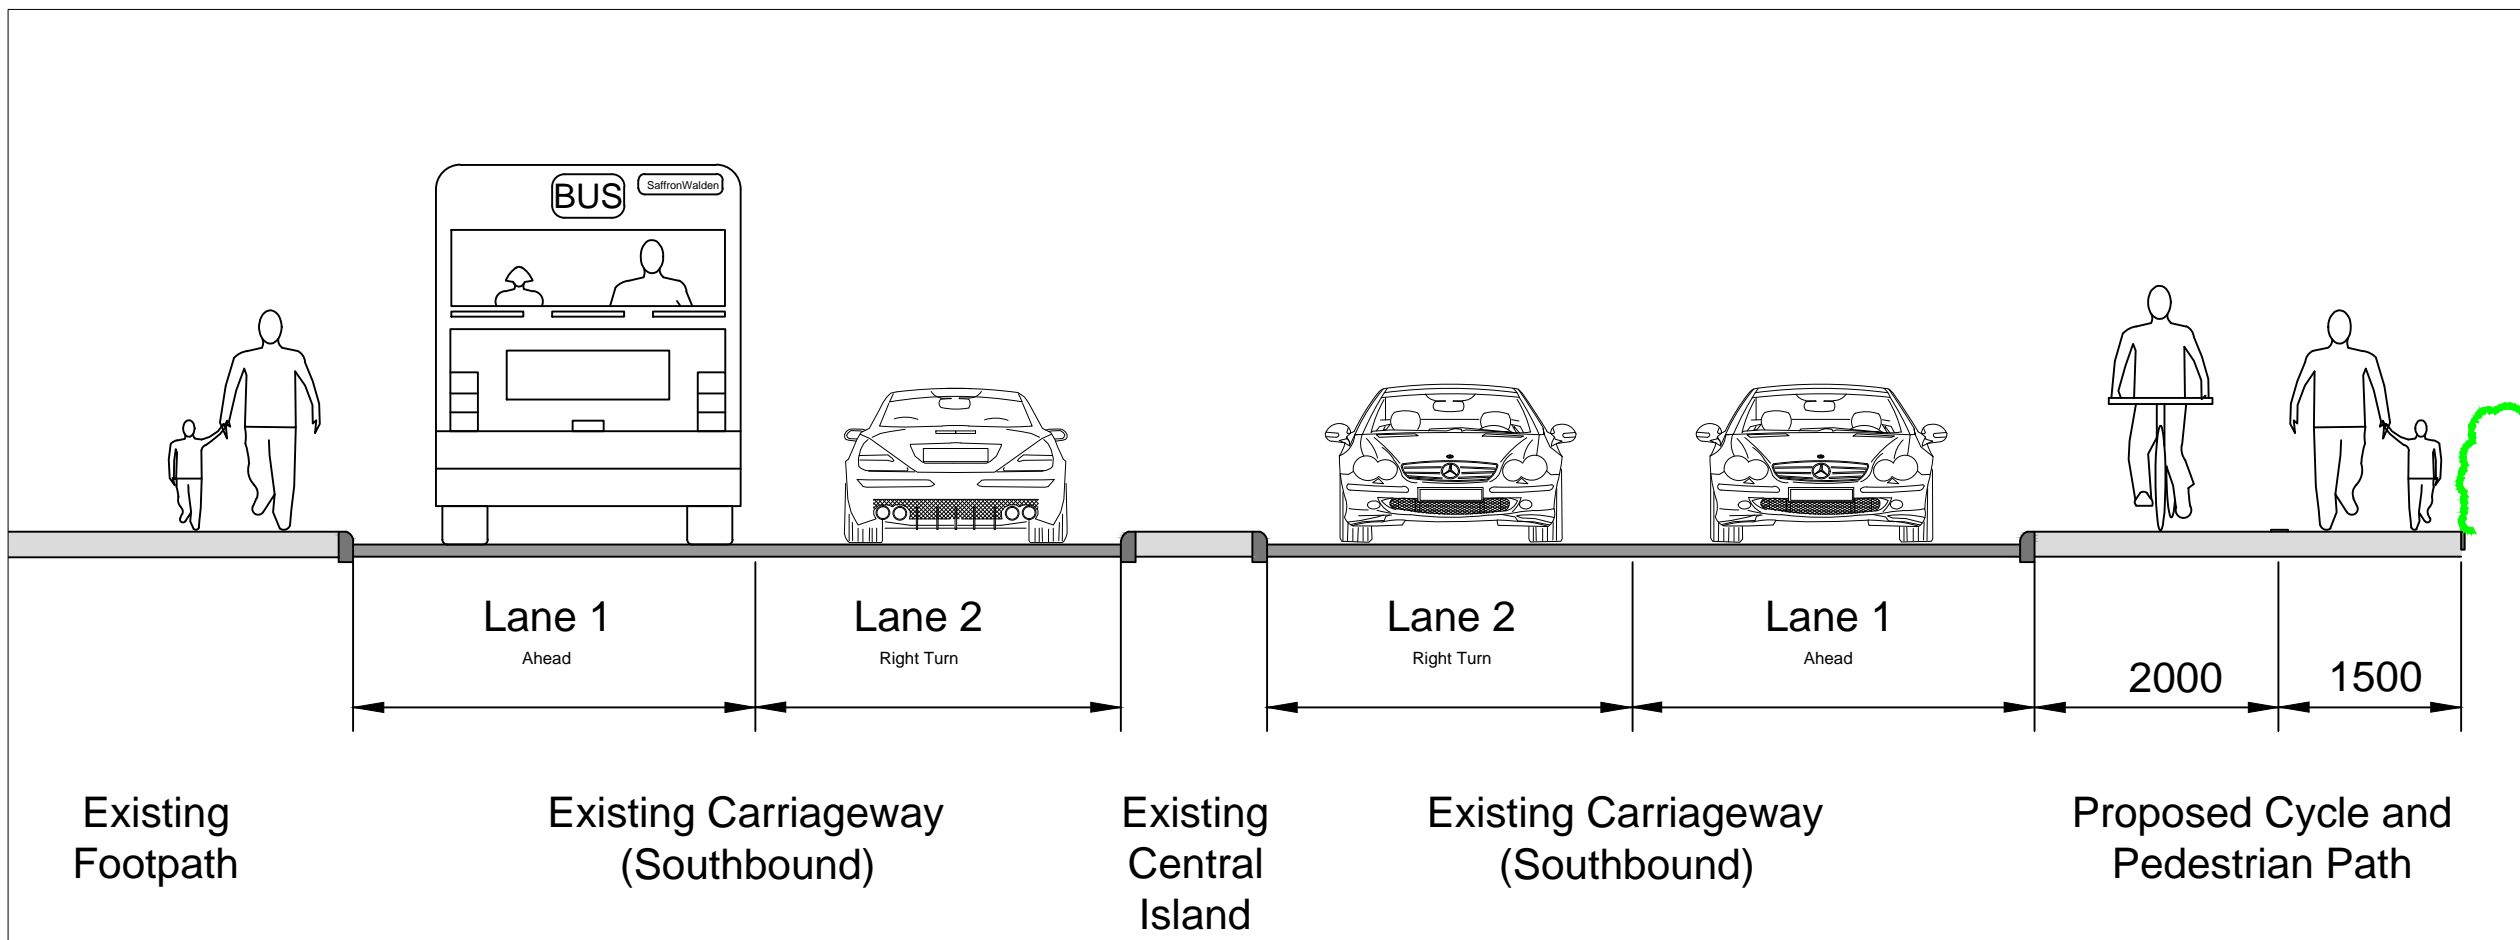 BUS
SaffronWalden
Lane 1
Ahead
Lane 2
Right Turn
Lane 2
Right Turn
Lane 1
Ahead
2000
1500
Existing
Footpath
Existing Carriageway
(Southbound)
Existing
Central
Island
Existing Carriageway
(Southbound)
Proposed Cycle and
Pedestrian Path